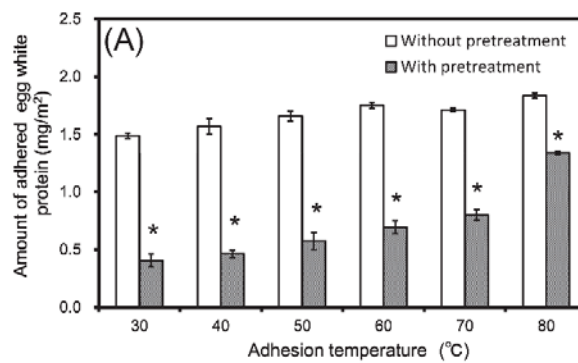 (A)
Without pretreatment
With pretreatment
Amount of adhered egg white
protein (mg/m²)
2.5
2.0
1.5
1.0
0.5
0.0
* * * * * *
30 40 50 60 70 80
Adhesion temperature (℃)